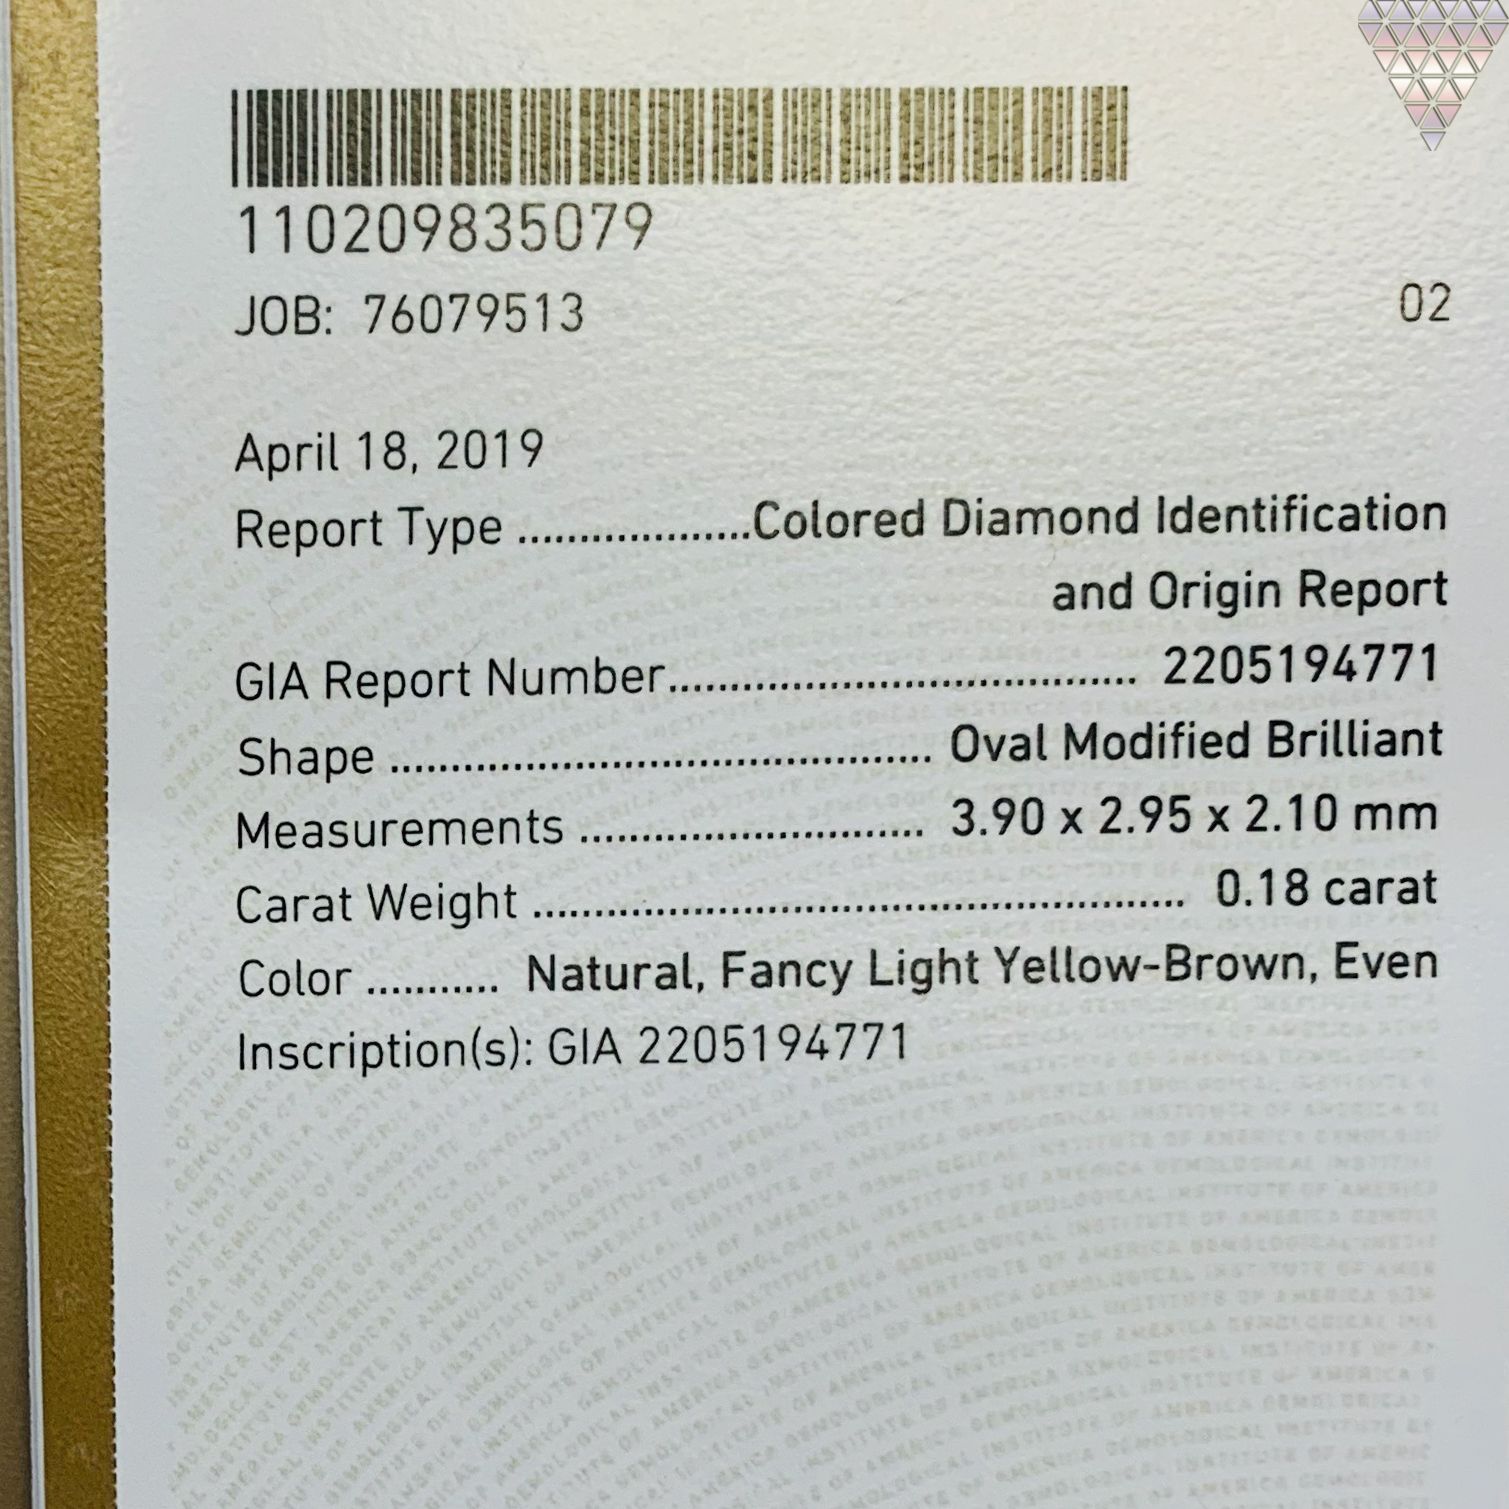 110209835079
JOB: 76079513 02
April 18, 2019
Report Type ...................Colored Diamond Identification
and Origin Report
GIA Report Number...................................... 2205194771
Shape ............................................ Oval Modified Brilliant
Measurements ............................ 3.90 x 2.95 x 2.10 mm
Carat Weight ..................................................... 0.18 carat
Color ........... Natural, Fancy Light Yellow-Brown, Even
Inscription(s): GIA 2205194771